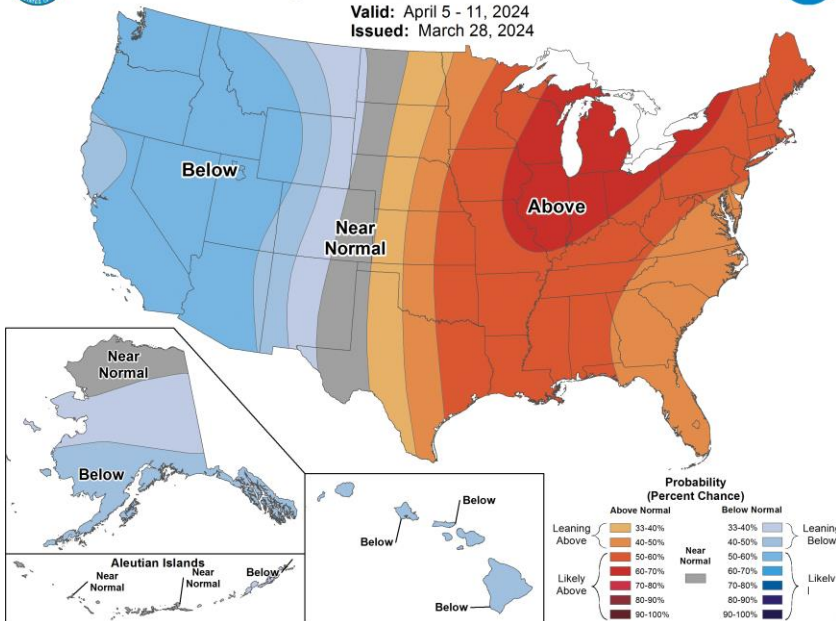 Valid: April 5 - 11, 2024
Issued: March 28, 2024
Below
Above
Near
Normal
Near
Normal
Below
Aleutian Islands
Near
Normal
Near
Normal
Below
Below
Below
Below
Probability
(Percent Chance)
Above Normal
Below Normal
Leaning
Above
33-40%
40-50%
Likely
Above
50-60%
60-70%
70-80%
80-90%
90-100%
Near
Normal
33-40%
40-50%
Leaning
Below
50-60%
60-70%
70-80%
80-90%
90-100%